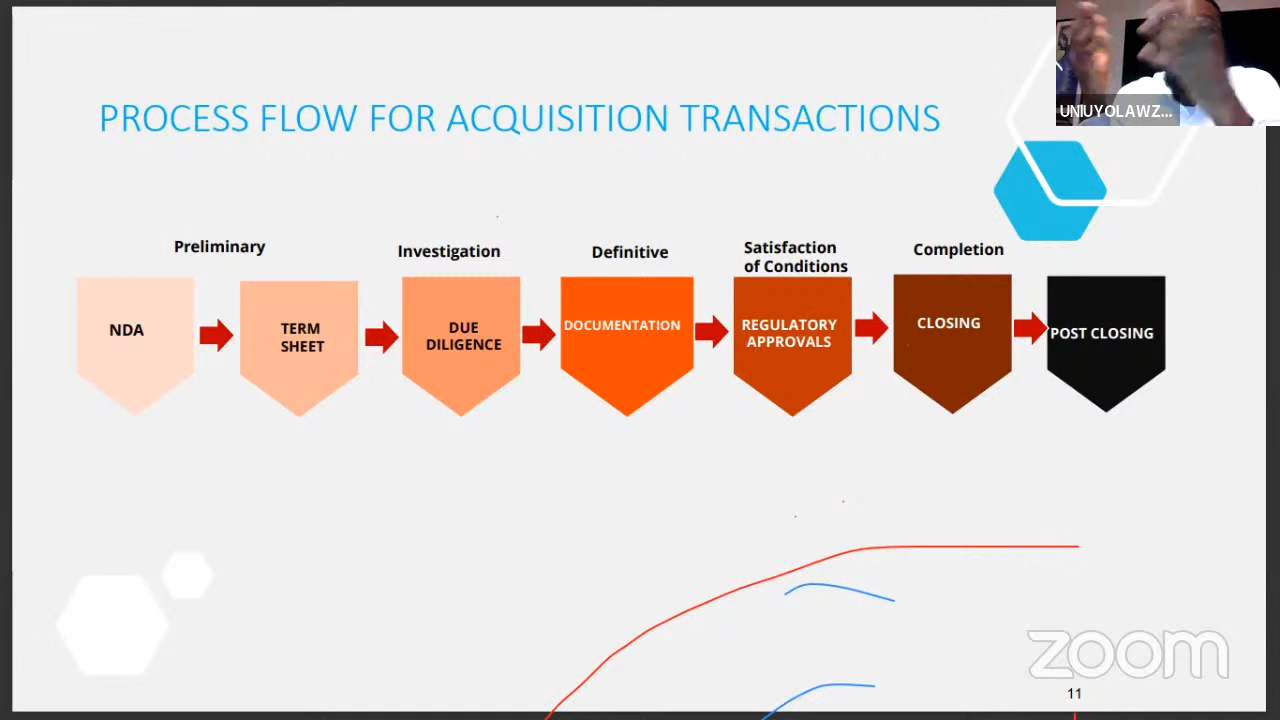 UNIUYOLAWZ...
PROCESS FLOW FOR ACQUISITION TRANSACTIONS
Preliminary
Investigation
Definitive
Satisfaction
of Conditions
Completion
NDA
TERM
SHEET
DUE
DILIGENCE
DOCUMENTATION
REGULATORY
APPROVALS
CLOSING
POST CLOSING
zoom
11